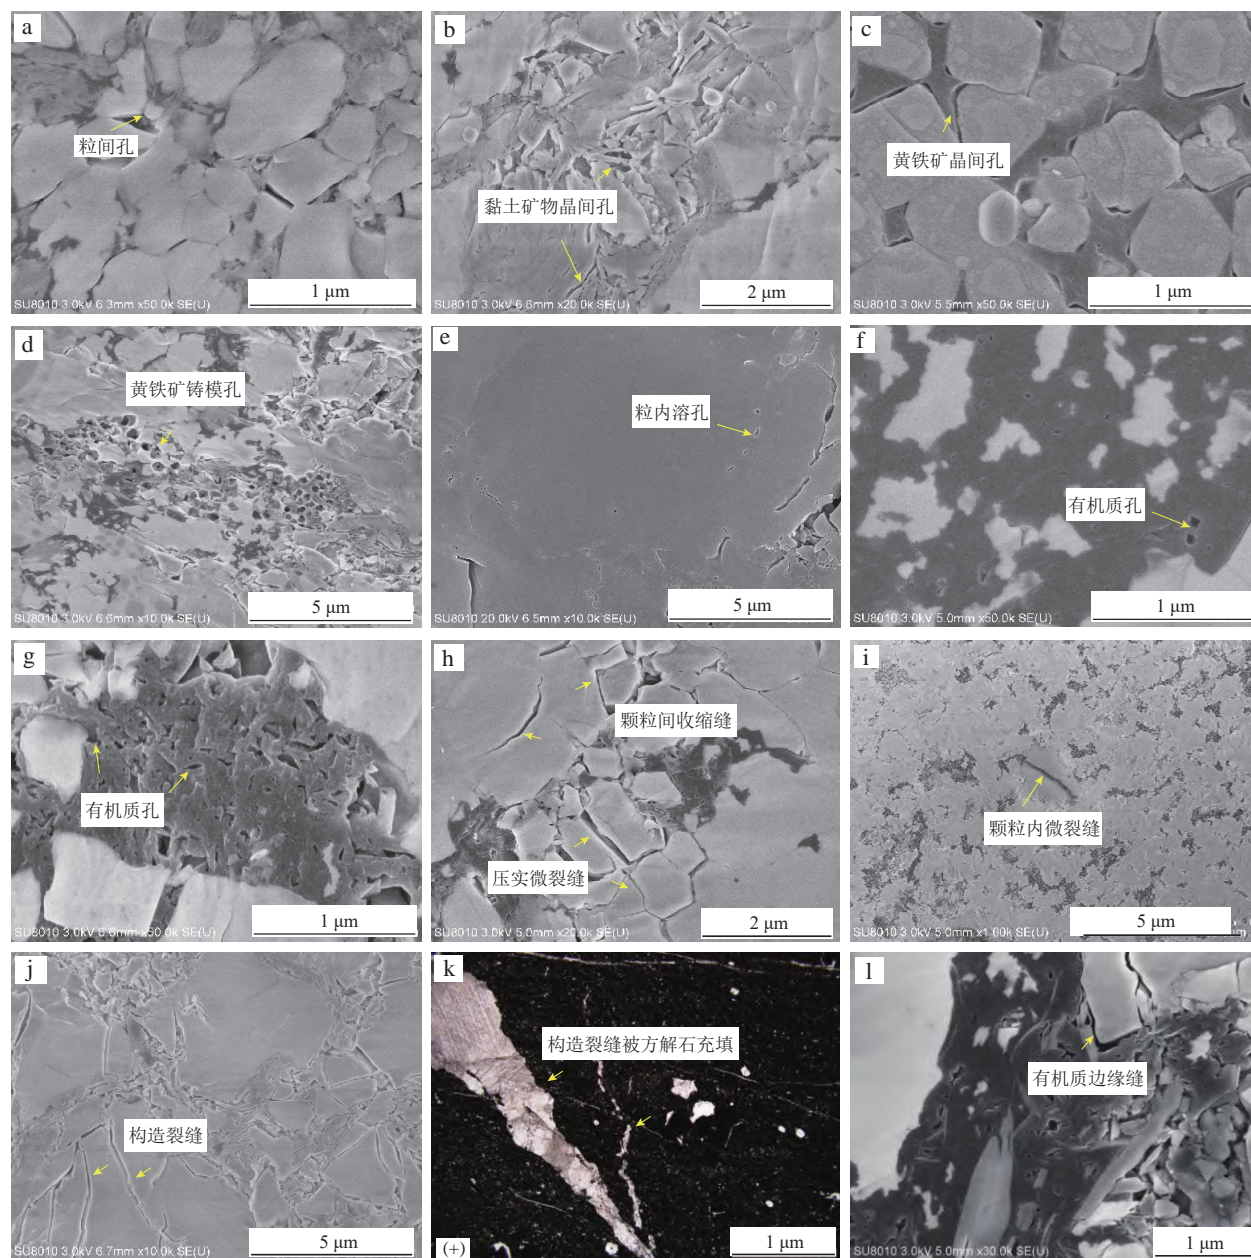 a
粒间孔
1 μm
SU8010 3.0kV 6.3mm x50.0k SE(U)
b
黏土矿物晶间孔
2 μm
SU8010 3.0kV 6.6mm x20.0k SE(U)
c
黄铁矿晶间孔
1 μm
SU8010 3.0kV 5.5mm x50.0k SE(U)
d
黄铁矿铸模孔
5 μm
SU8010 3.0kV 6.6mm x10.0k SE(U)
e
粒内溶孔
5 μm
SU8010 20.0kV 6.5mm x10.0k SE(U)
f
有机质孔
1 μm
SU8010 3.0kV 5.0mm x50.0k SE(U)
g
有机质孔
1 μm
SU8010 3.0kV 6.6mm x50.0k SE(U)
h
颗粒间收缩缝
压实微裂缝
2 μm
SU8010 3.0kV 5.0mm x20.0k SE(U)
i
颗粒内微裂缝
5 μm
SU8010 3.0kV 5.0mm x1.00k SE(U)
j
构造裂缝
5 μm
SU8010 3.0kV 6.7mm x10.0k SE(U)
k
构造裂缝被方解石充填
(+)
1 μm
l
有机质边缘缝
1 μm
SU8010 3.0kV 5.0mm x30.0k SE(U)